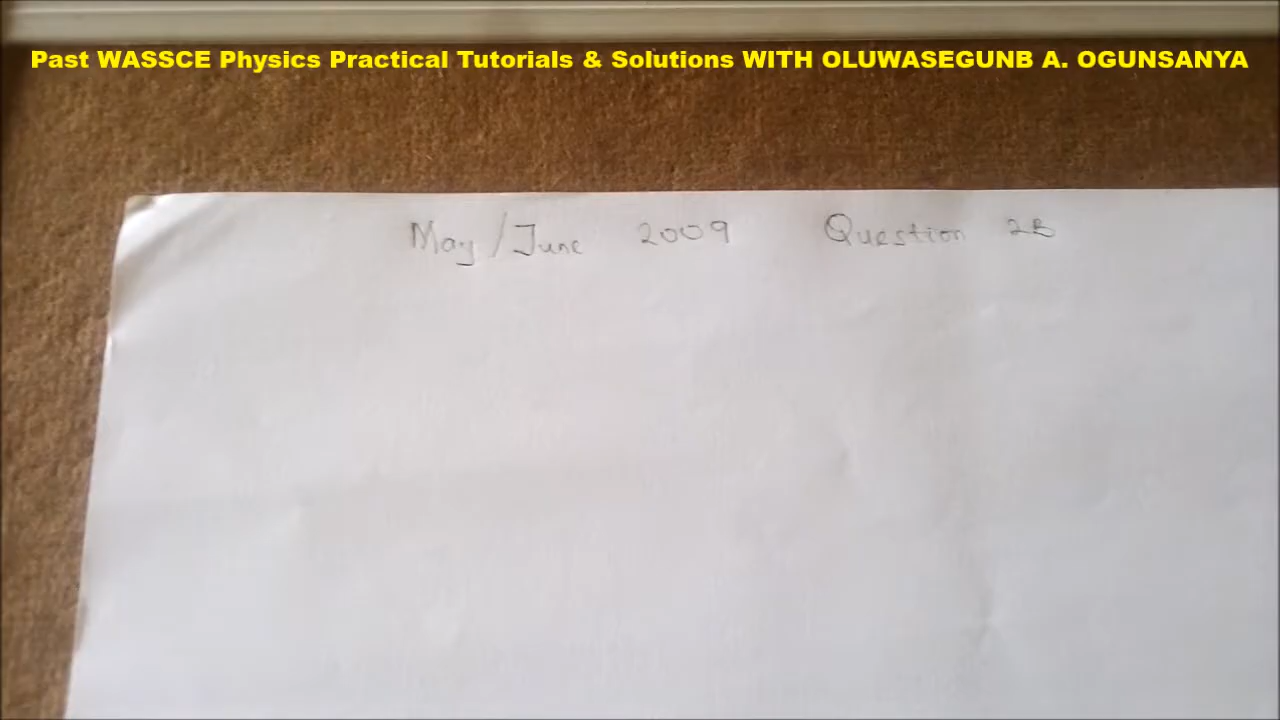 Past WASSCE Physics Practical Tutorials & Solutions WITH OLUWASEGUNB A. OGUNSANYA
May/June 2009 Question 2B